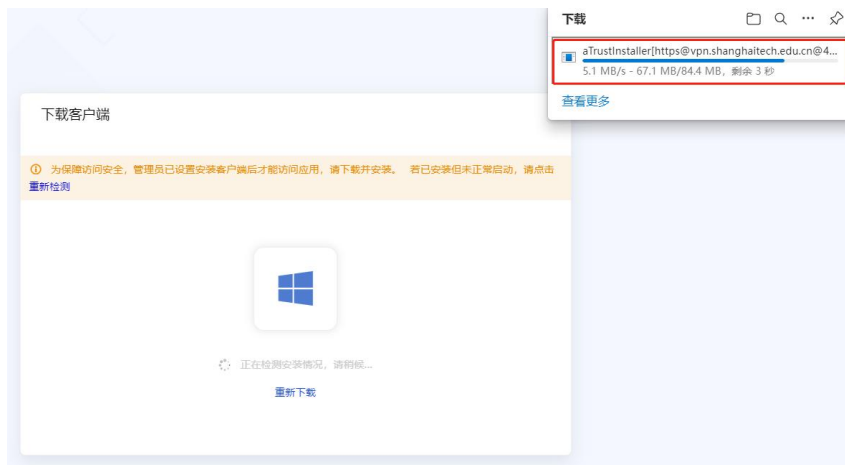 下载
aTrustInstaller[https@vpn.shanghaitech.edu.cn@4...
5.1 MB/s - 67.1 MB/84.4 MB，剩余 3 秒
查看更多
下载客户端
为保障访问安全，管理员已设置安装客户端后才能访问应用，请下载并安装。 若已安装但未正常启动，请点击
重新检测
正在检测安装情况，请稍候...
重新下载